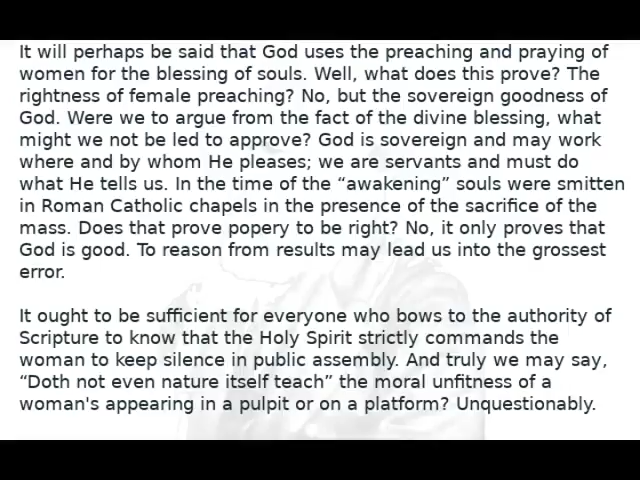 It will perhaps be said that God uses the preaching and praying of
women for the blessing of souls. Well, what does this prove? The
rightness of female preaching? No, but the sovereign goodness of
God. Were we to argue from the fact of the divine blessing, what
might we not be led to approve? God is sovereign and may work
where and by whom He pleases; we are servants and must do
what He tells us. In the time of the “awakening” souls were smitten
in Roman Catholic chapels in the presence of the sacrifice of the
mass. Does that prove popery to be right? No, it only proves that
God is good. To reason from results may lead us into the grossest
error.
It ought to be sufficient for everyone who bows to the authority of
Scripture to know that the Holy Spirit strictly commands the
woman to keep silence in public assembly. And truly we may say,
“Doth not even nature itself teach” the moral unfitness of a
woman's appearing in a pulpit or on a platform? Unquestionably.